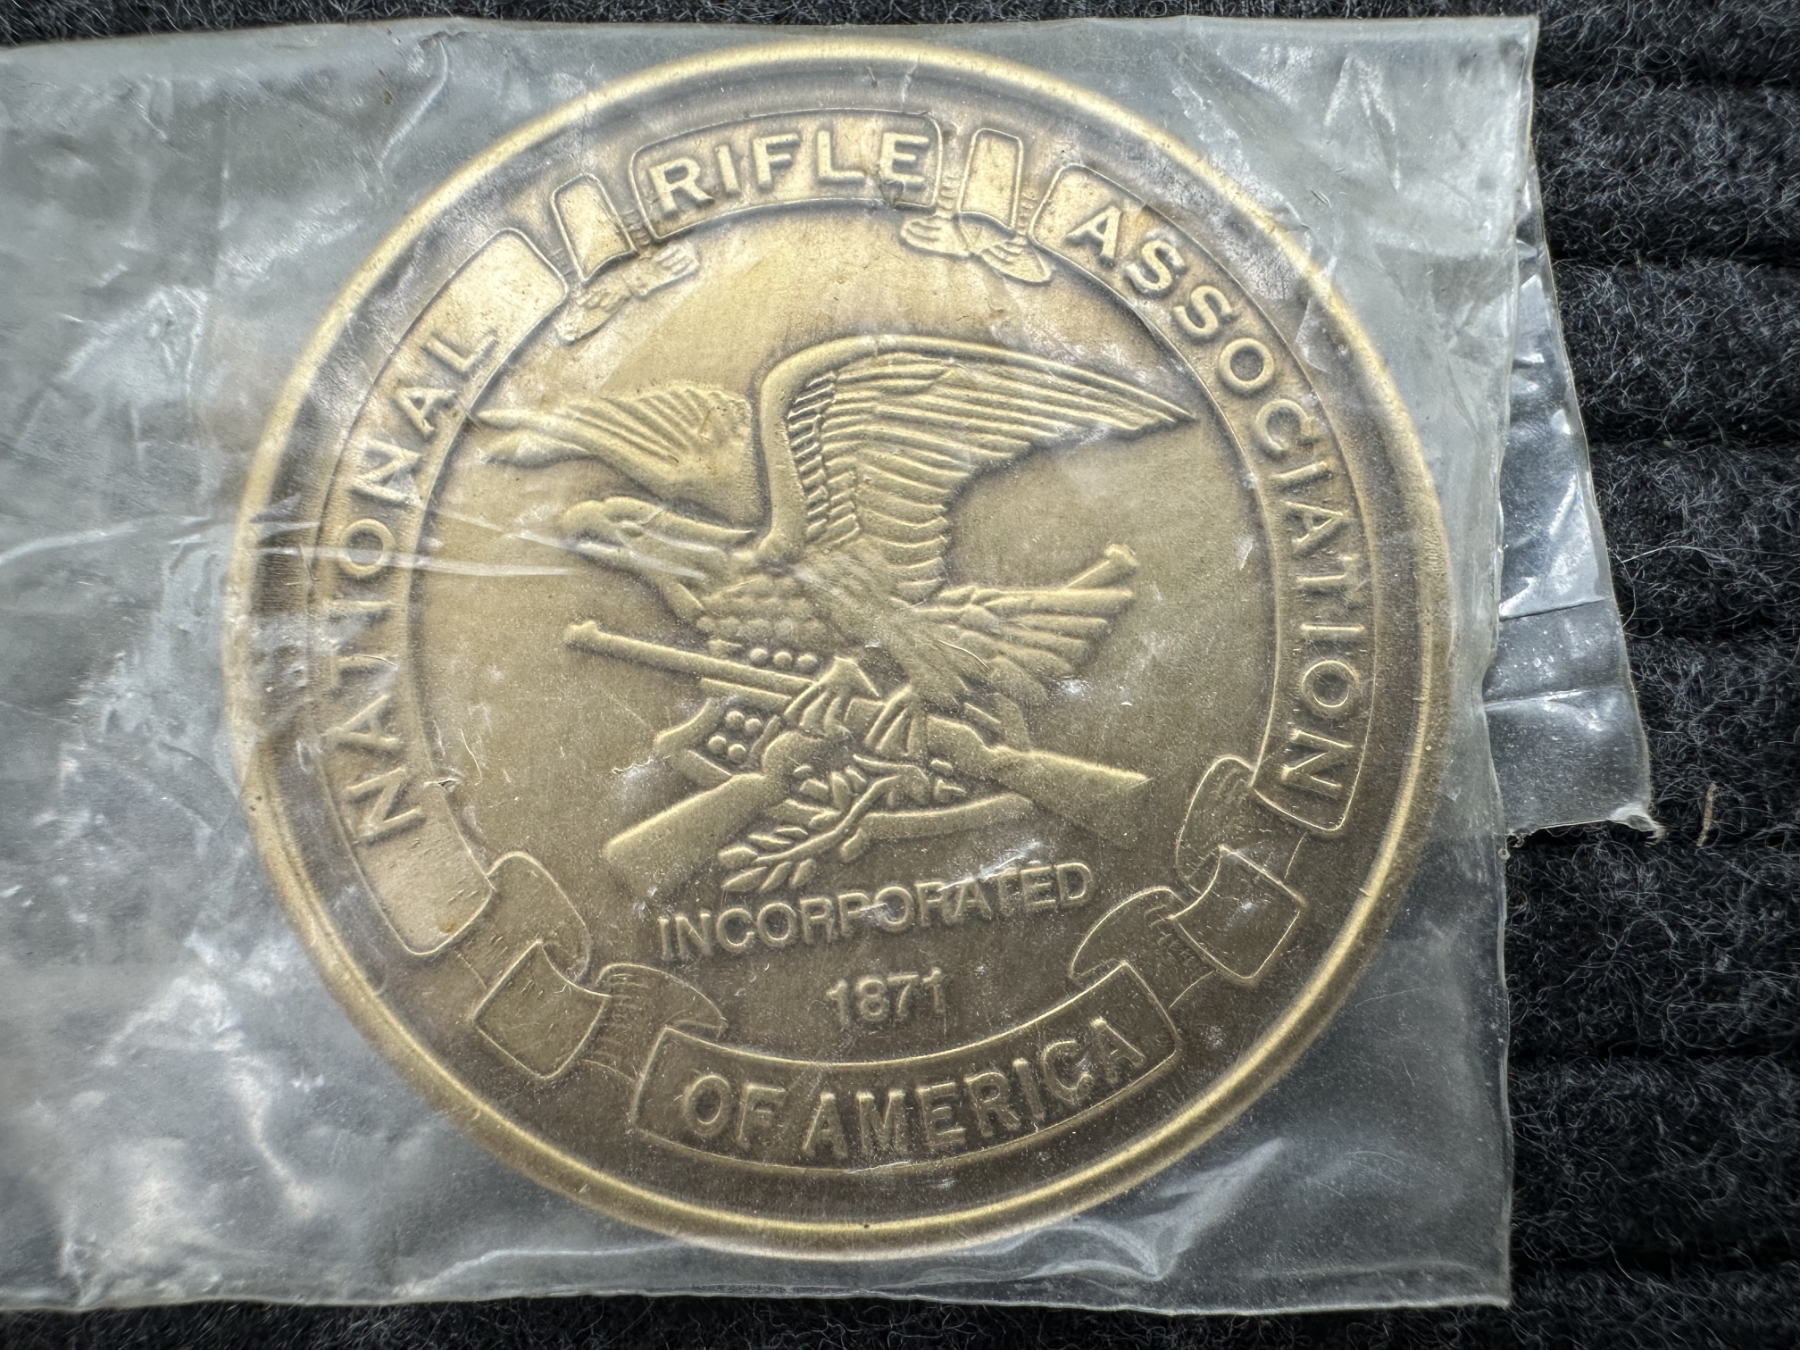 NATIONAL RIFLE ASSOCIATION
INCORPORATED
1871
OF AMERICA